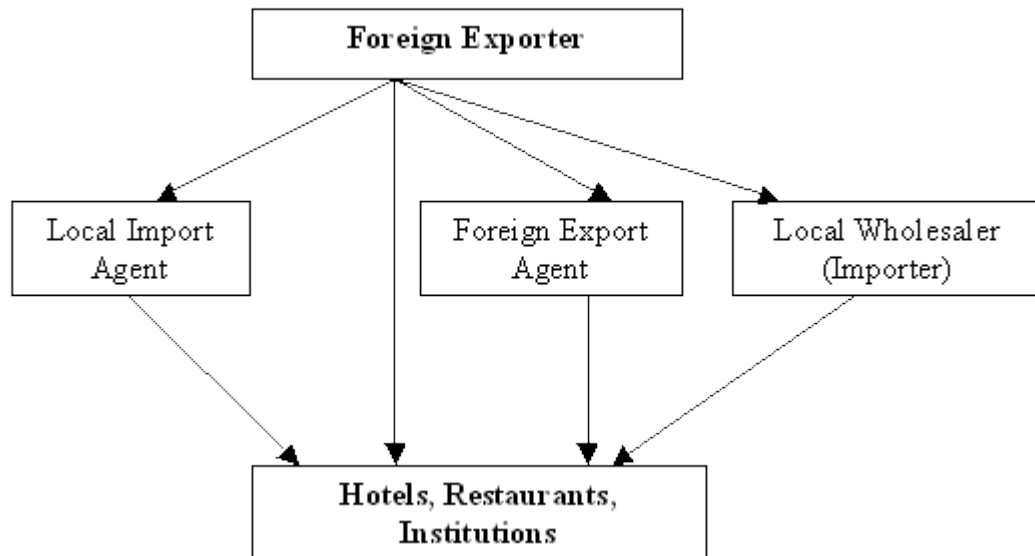 Foreign Exporter
Local Import
Agent
Foreign Export
Agent
Local Wholesaler
(Importer)
Hotels, Restaurants,
Institutions